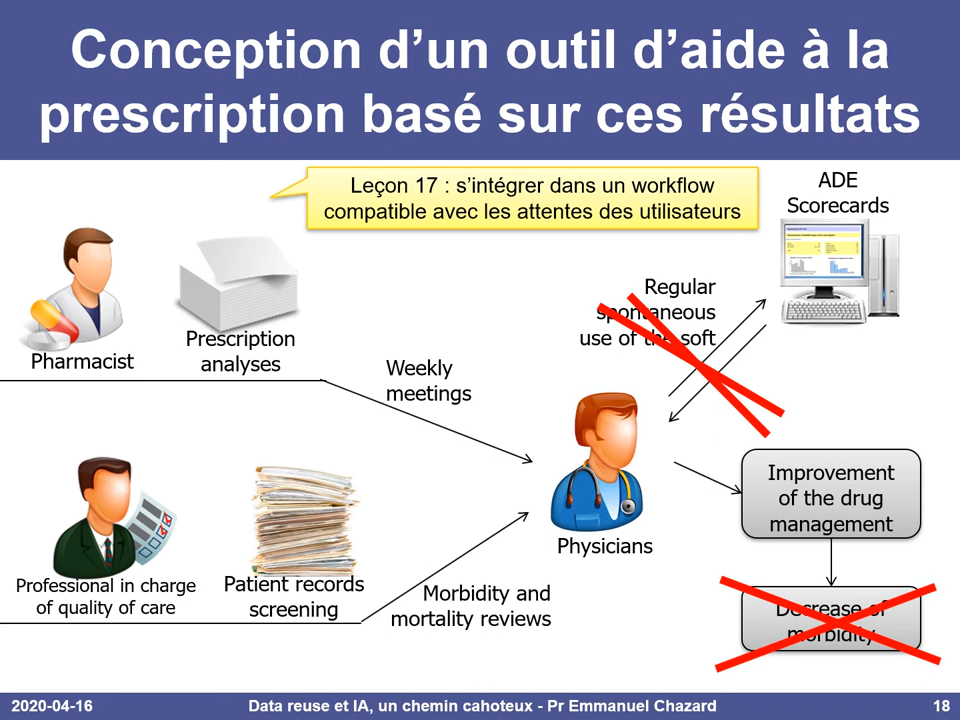 Conception d’un outil d’aide à la
prescription basé sur ces résultats
Leçon 17 : s’intégrer dans un workflow
compatible avec les attentes des utilisateurs
ADE
Scorecards
Regular
spontaneous
use of the soft
Pharmacist
Prescription
analyses
Weekly
meetings
Improvement
of the drug
management
Physicians
Professional in charge
of quality of care
Patient records
screening
Morbidity and
mortality reviews
Decrease of
morbidity
2020-04-16
Data reuse et IA, un chemin cahoteux - Pr Emmanuel Chazard
18